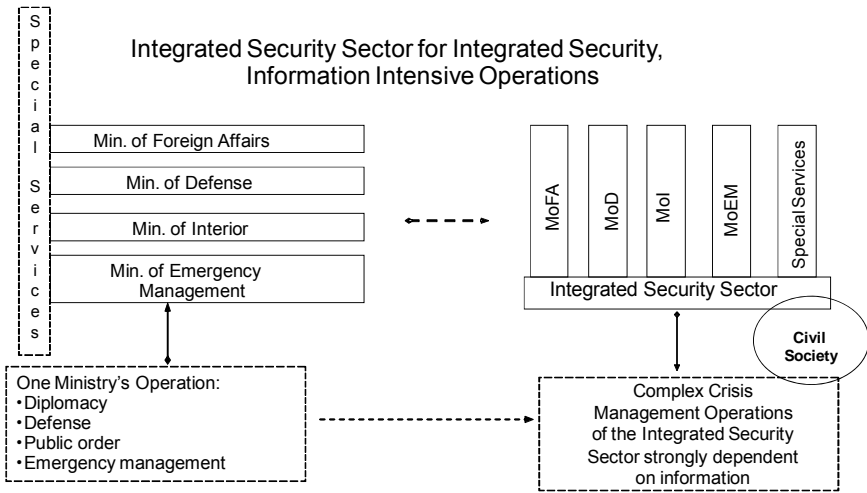 Special Services
Integrated Security Sector for Integrated Security,
Information Intensive Operations
Min. of Foreign Affairs
Min. of Defense
Min. of Interior
Min. of Emergency
Management
MoFA
MoD
MoI
MoEM
Special Services
Integrated Security Sector
Civil
Society
One Ministry's Operation:
•Diplomacy
•Defense
•Public order
•Emergency management
Complex Crisis
Management Operations
of the Integrated Security
Sector strongly dependent
on information